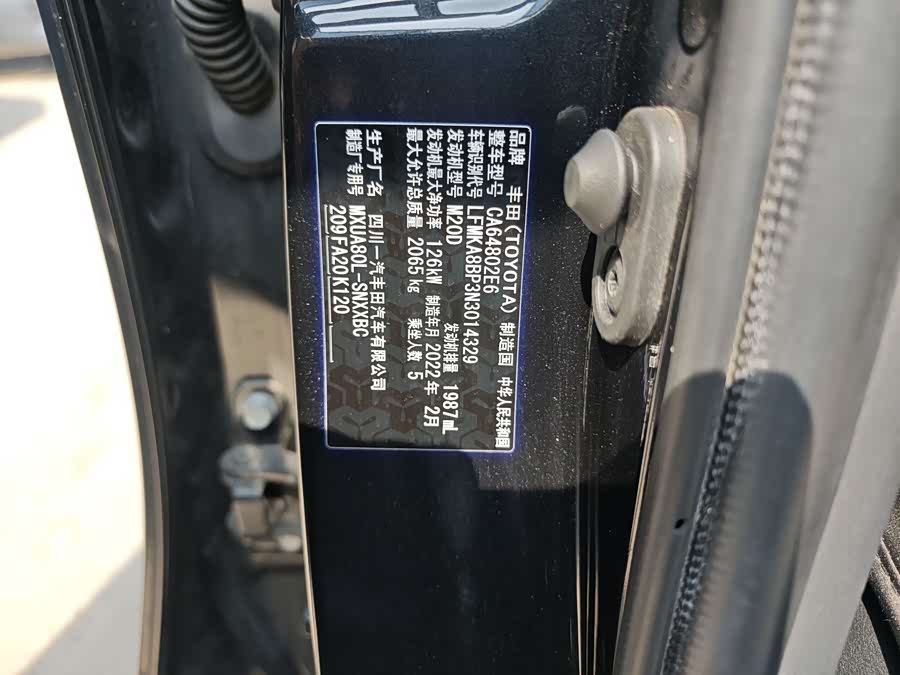 品牌 丰田(TOYOTA) 制造国 中华人民共和国
整车型号 CA64802E6
车辆识别代号 LFMKA8BP3N3014329
发动机型号 M20D 发动机排量 1987mL
发动机最大净功率 126kW 制造年月 2022年 2月
最大允许总质量 2065kg 乘坐人数 5
生产厂名 四川一汽丰田汽车有限公司
制造厂专用号 MXUA80L-SNXXBC
209FA20K120